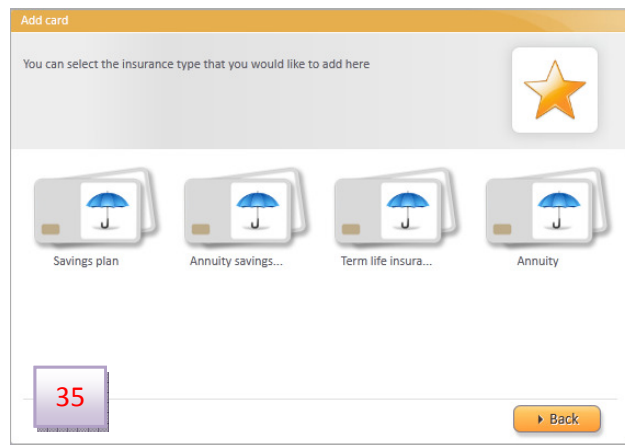 Add card
You can select the insurance type that you would like to add here
Savings plan
Annuity savings...
Term life insura...
Annuity
35
Back